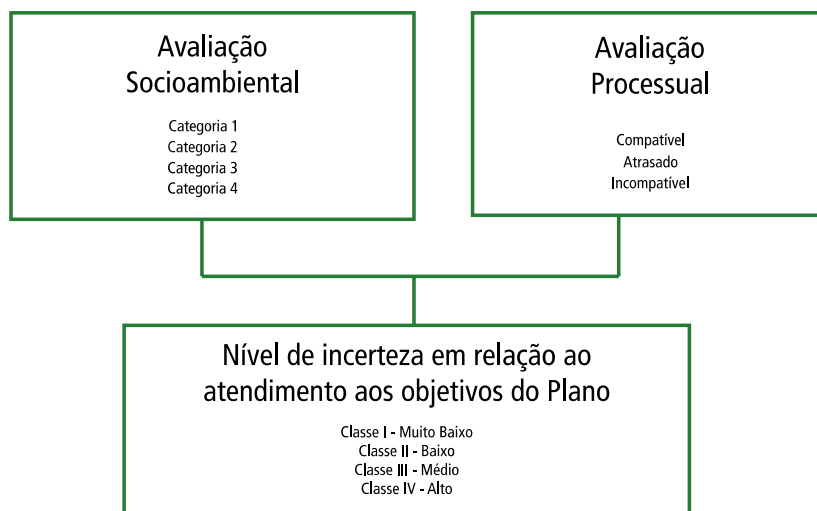 Avaliação
Socioambiental
Categoria 1
Categoria 2
Categoria 3
Categoria 4
Avaliação
Processual
Compatível
Atrasado
Incompatível
Nível de incerteza em relação ao
atendimento aos objetivos do Plano
Classe I - Muito Baixo
Classe II - Baixo
Classe III - Médio
Classe IV - Alto